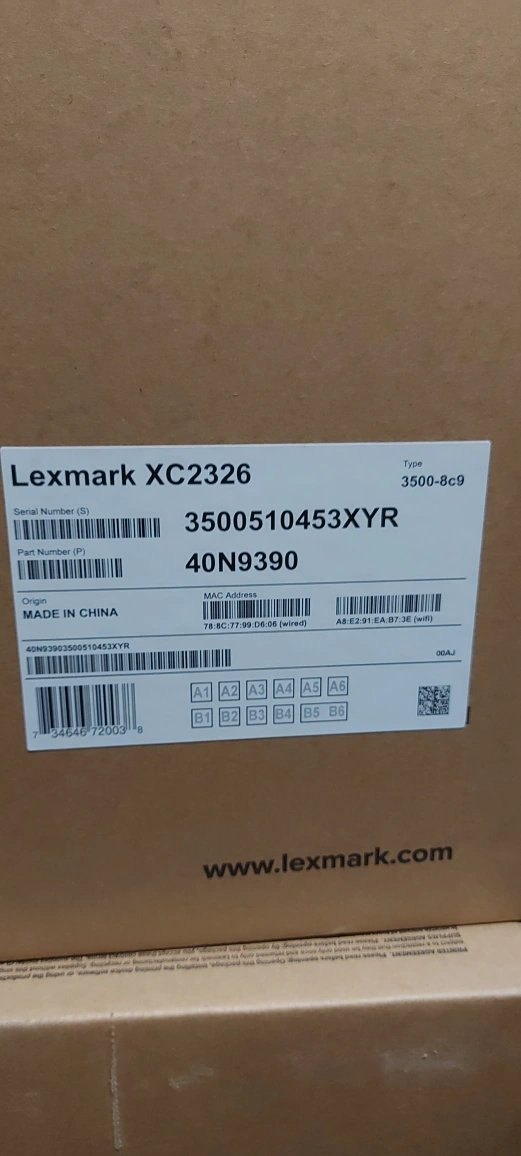 Lexmark XC2326
Type
3500-8c9
Serial Number (S)
3500510453XYR
Part Number (P)
40N9390
Origin
MADE IN CHINA
MAC Address
78:8C:77:99:D6:06 (wired)
A8:E2:91:EA:B7:3E (wifi)
40N93903500510453XYR
00AJ
A1 A2 A3 A4 A5 A6
B1 B2 B3 B4 B5 B6
7 34646 72003 8
www.lexmark.com